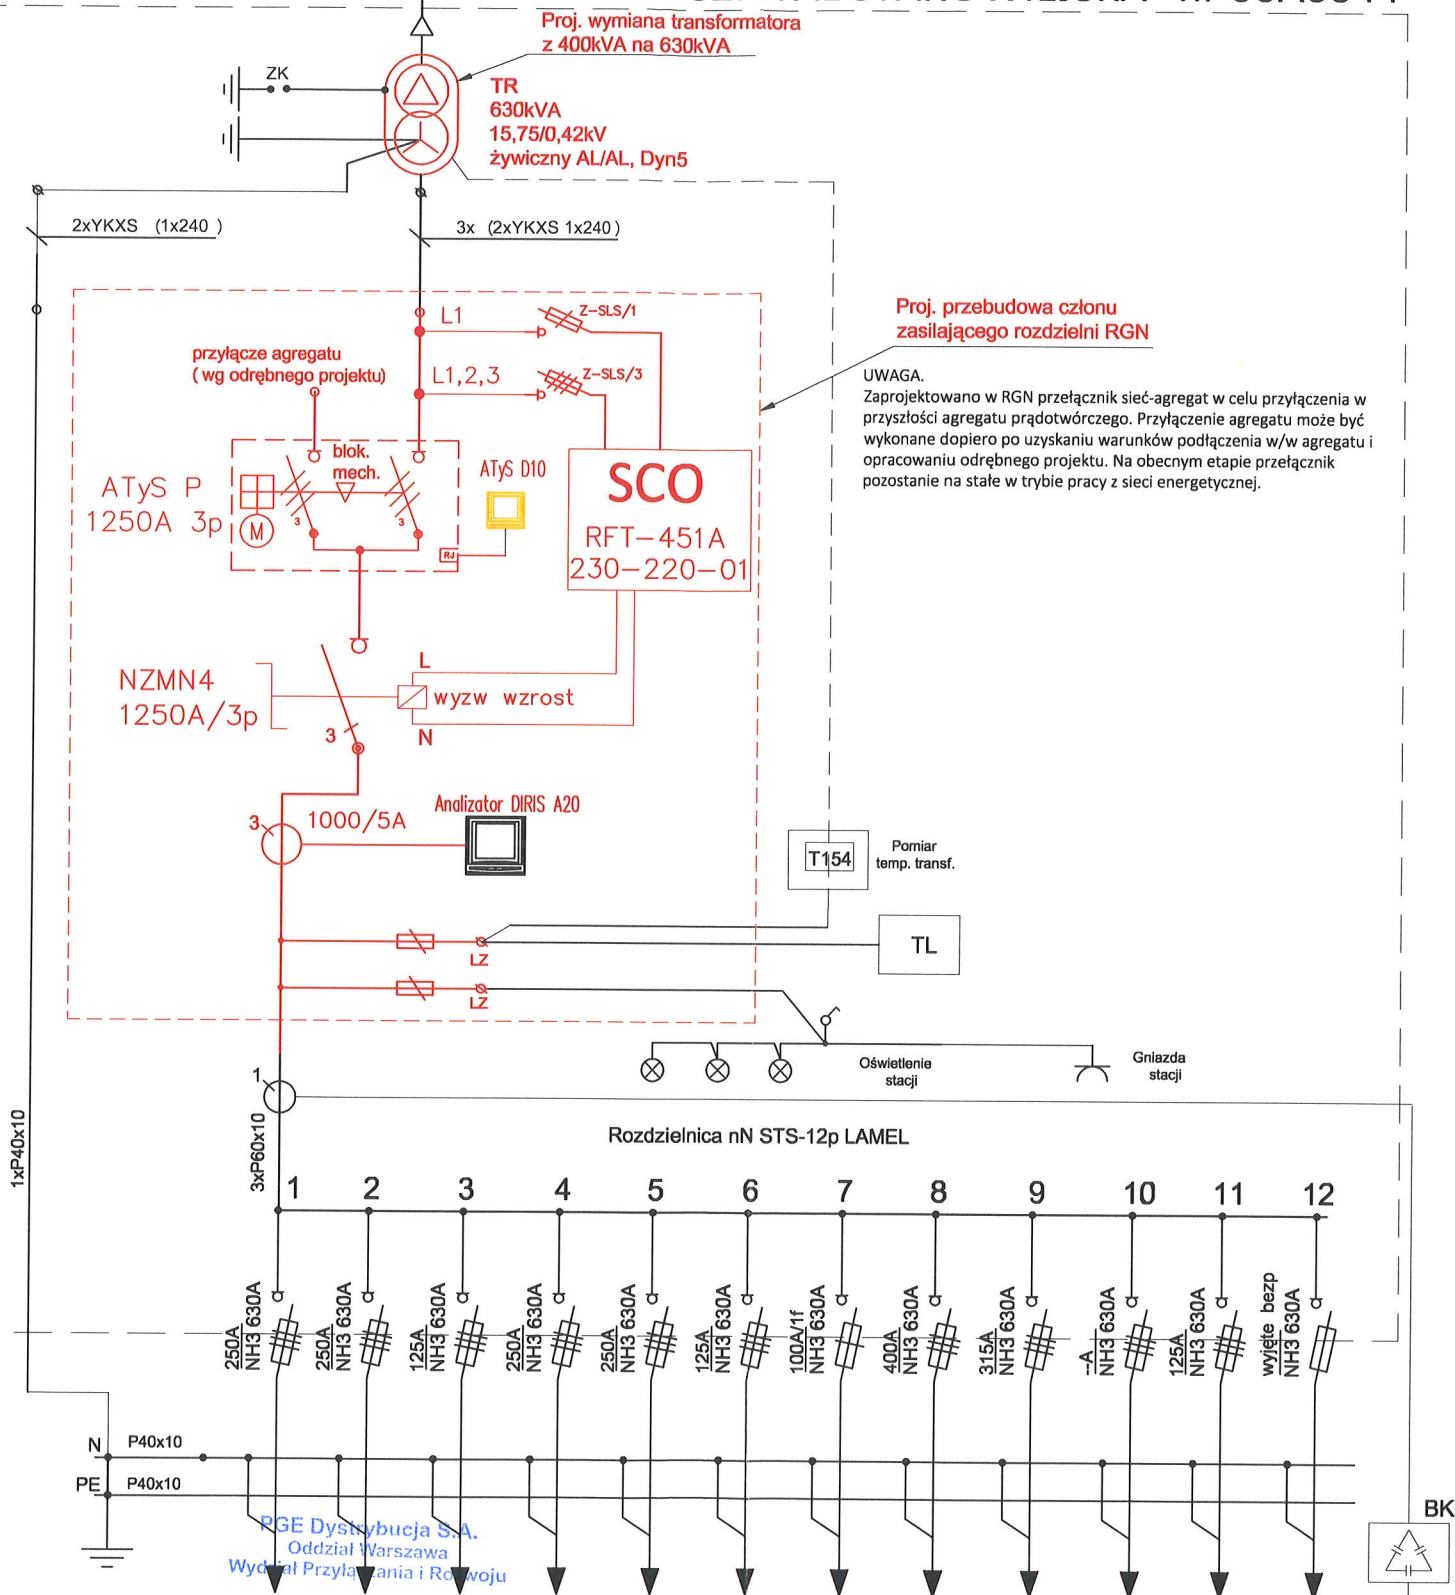 Proj. wymiana transformatora
z 400kVA na 630kVA
ZK
TR
630kVA
15,75/0,42kV
żywiczny AL/AL, Dyn5
2xYKXS (1x240 )
3x (2xYKXS 1x240 )
L1
Z-SLS/1
L1,2,3
Z-SLS/3
przyłącze agregatu
( wg odrębnego projektu)
Proj. przebudowa członu
zasilającego rozdzielni RGN
UWAGA.
Zaprojektowano w RGN przełącznik sieć-agregat w celu przyłączenia w
przyszłości agregatu prądotwórczego. Przyłączenie agregatu może być
wykonane dopiero po uzyskaniu warunków podłączenia w/w agregatu i
opracowaniu odrębnego projektu. Na obecnym etapie przełącznik
pozostanie na stałe w trybie pracy z sieci energetycznej.
blok.
mech.
ATyS P
1250A 3p
M
3
3
RJ
ATyS D10
SCO
RFT-451A
230-220-01
NZMN4
1250A/3p
3
L
wyzw wzrost
N
3
1000/5A
Analizator DIRIS A20
T154
Pomiar
temp. transf.
LZ
TL
LZ
Oświetlenie
stacji
Gniazda
stacji
1
3xP60x10
1xP40x10
Rozdzielnica nN STS-12p LAMEL
1 2 3 4 5 6 7 8 9 10 11 12
250A
NH3 630A
250A
NH3 630A
125A
NH3 630A
250A
NH3 630A
250A
NH3 630A
125A
NH3 630A
100A/1f
NH3 630A
400A
NH3 630A
315A
NH3 630A
--A
NH3 630A
125A
NH3 630A
wyjęte bezp
NH3 630A
N P40x10
PE P40x10
PGE Dystrybucja S.A.
Oddział Warszawa
Wydział Przyłączania i Rozwoju
BK